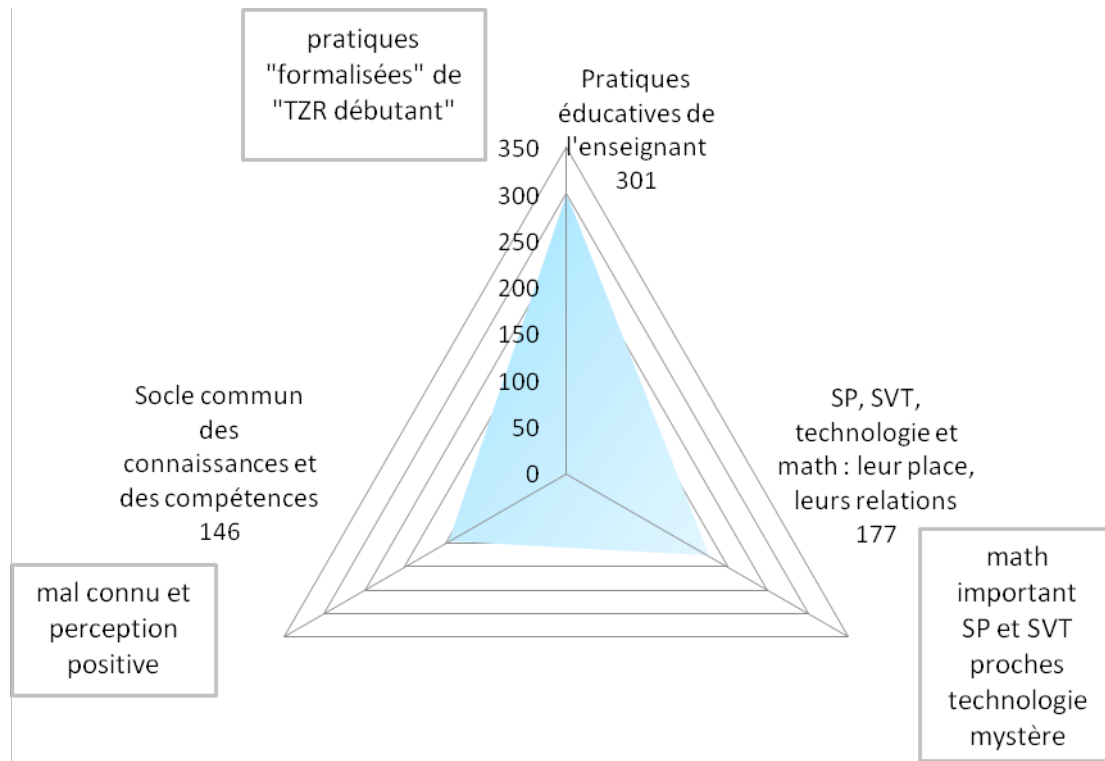 pratiques
"formalisées" de
"TZR débutant"
Pratiques
éducatives de
l'enseignant
301
350
300
250
200
150
100
50
0
Socle commun
des
connaissances et
des compétences
146
SP, SVT,
technologie et
math : leur place,
leurs relations
177
mal connu et
perception
positive
math
important
SP et SVT
proches
technologie
mystère